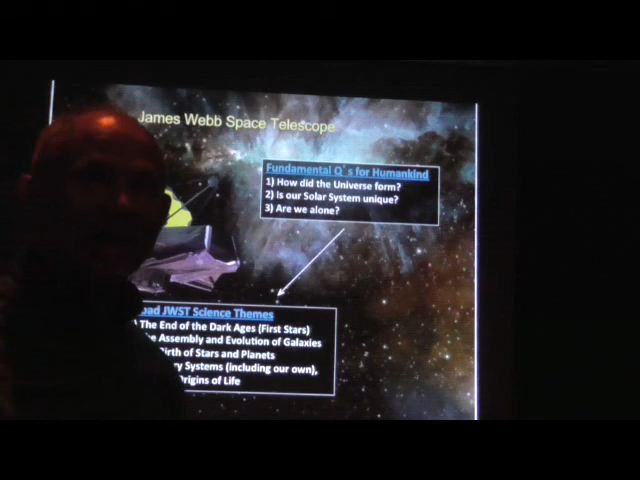 James Webb Space Telescope
Fundamental Q's for Humankind
1) How did the Universe form?
2) Is our Solar System unique?
3) Are we alone?
JWST Science Themes
The End of the Dark Ages (First Stars)
Assembly and Evolution of Galaxies
of Stars and Planets
Systems (including our own),
of Life